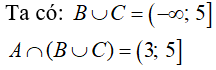 Ta có: B ∪ C = (−∞; 5]
A ∩ (B ∪ C) = (3; 5]